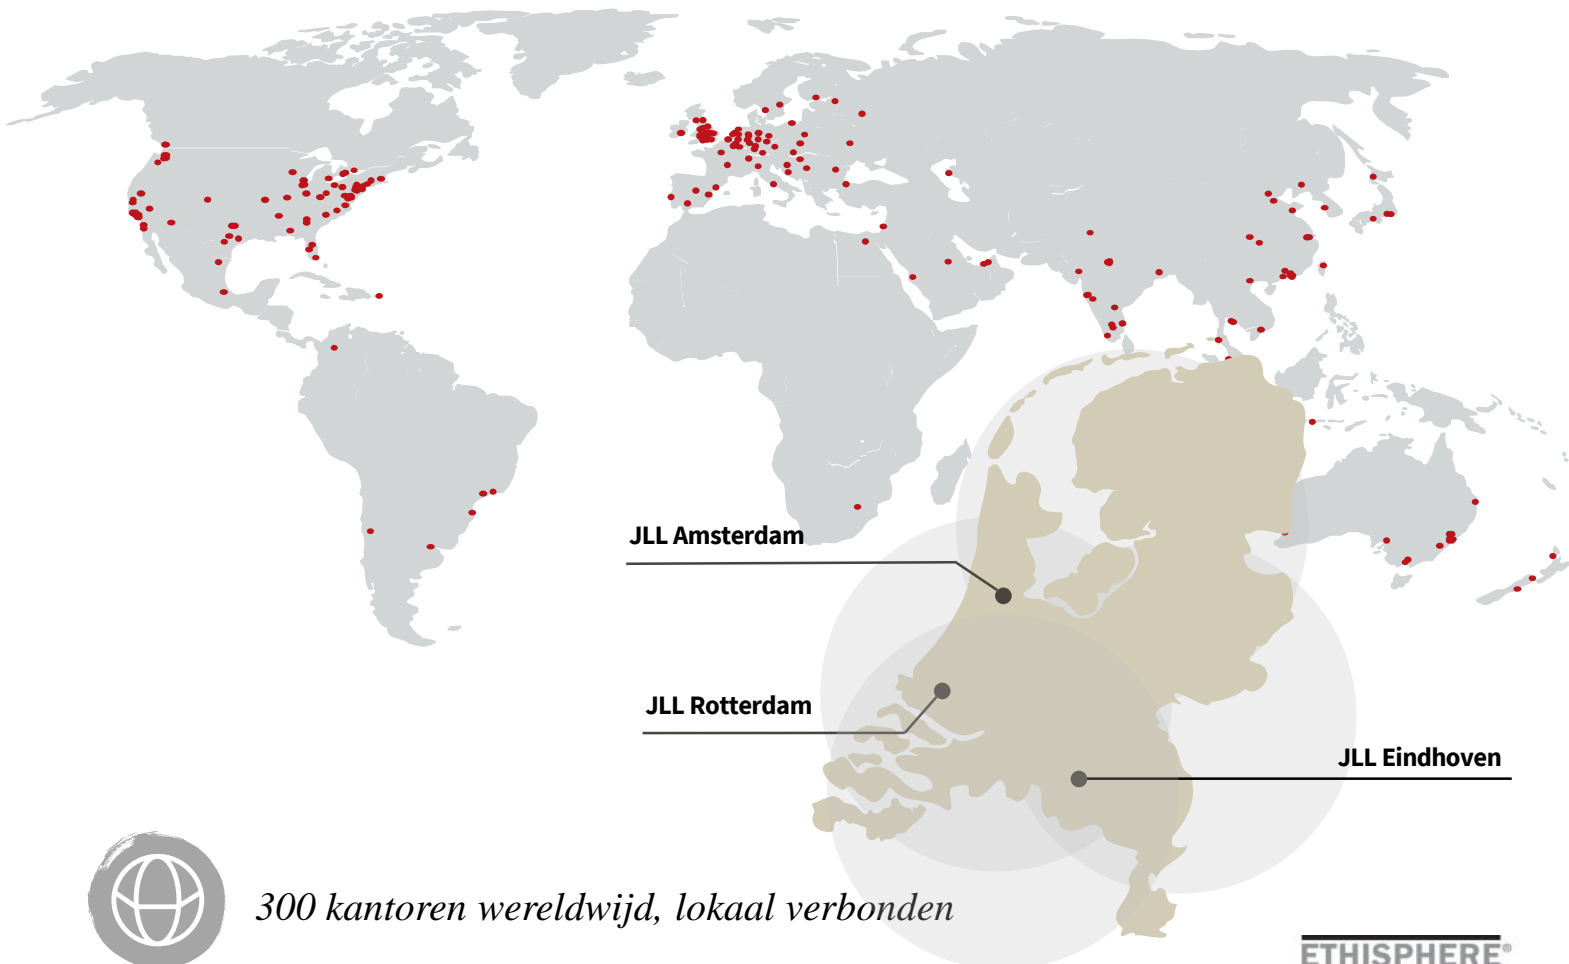 JLL Amsterdam
JLL Rotterdam
JLL Eindhoven
300 kantoren wereldwijd, lokaal verbonden
ETHISPHERE®